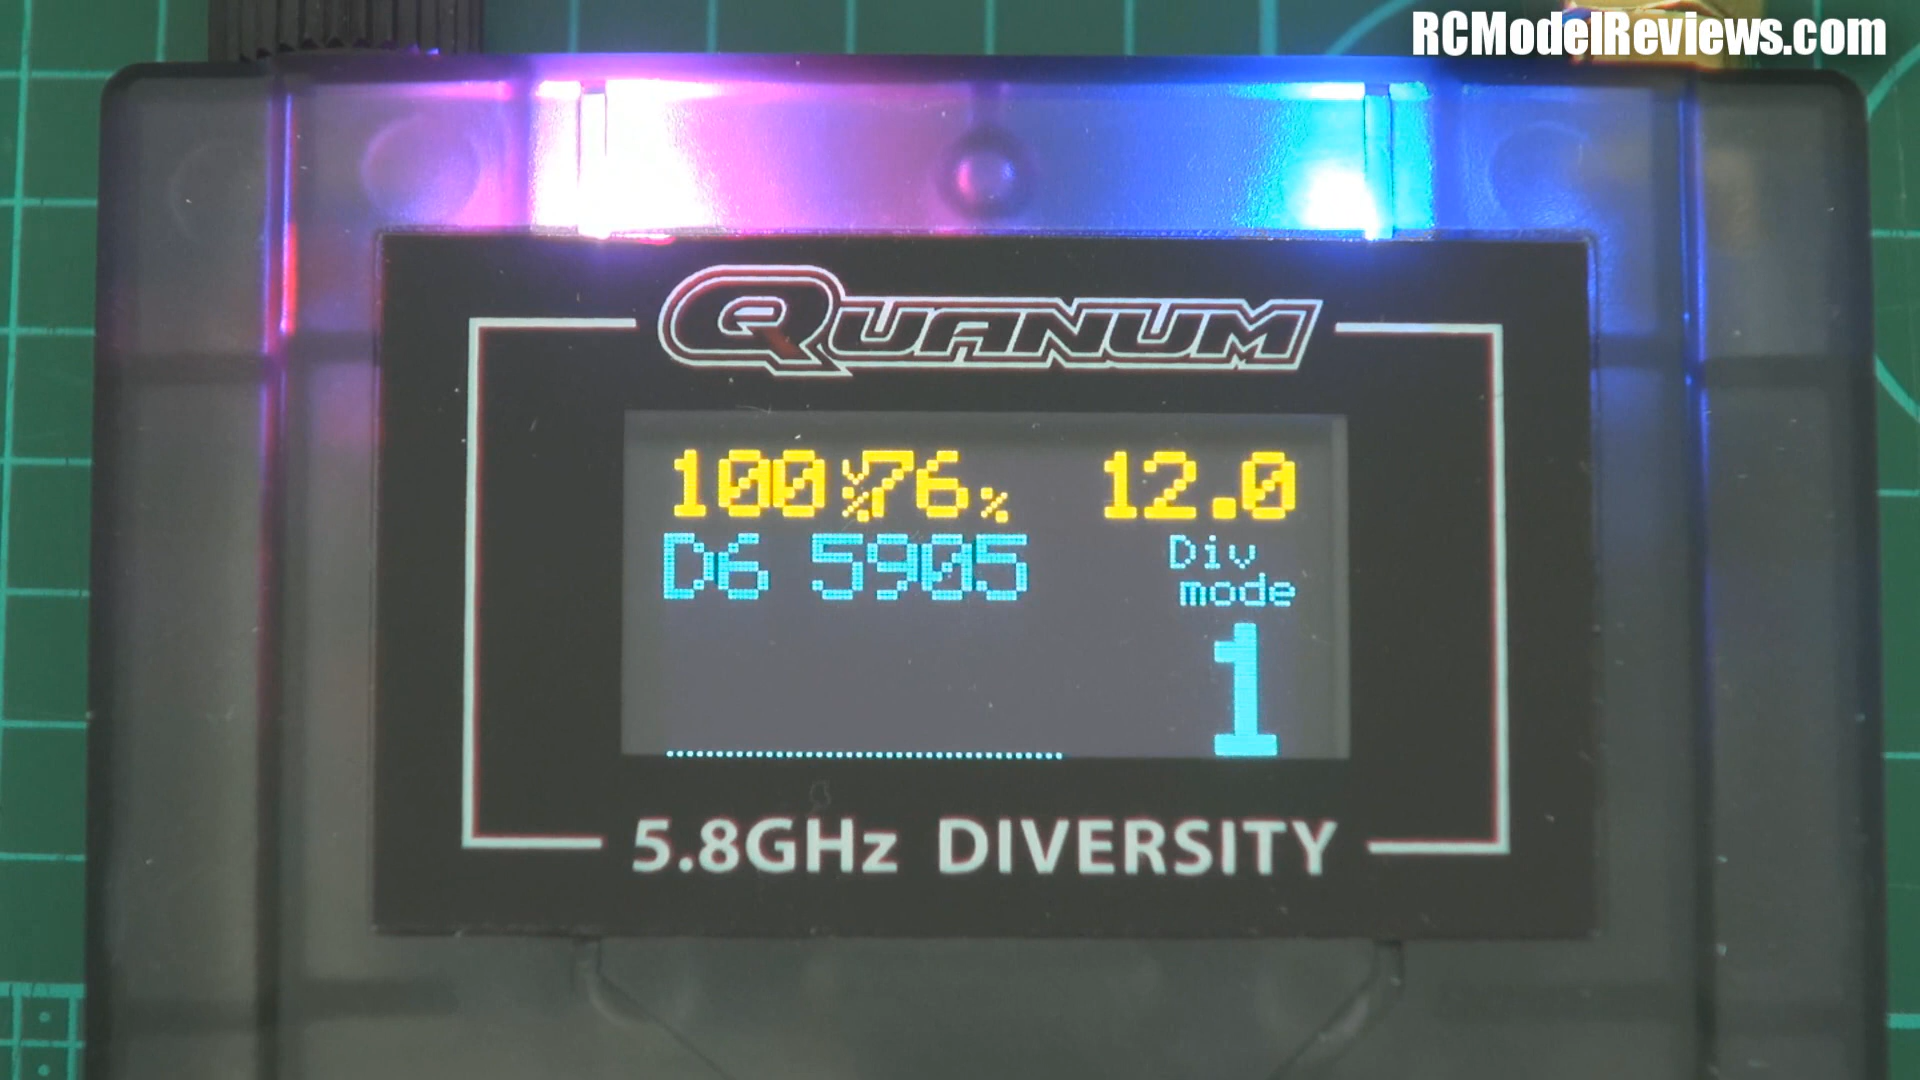 RCModelReviews.com
QUANUM
100%76% 12.0
D6 5905
Div
mode
1
5.8GHz DIVERSITY